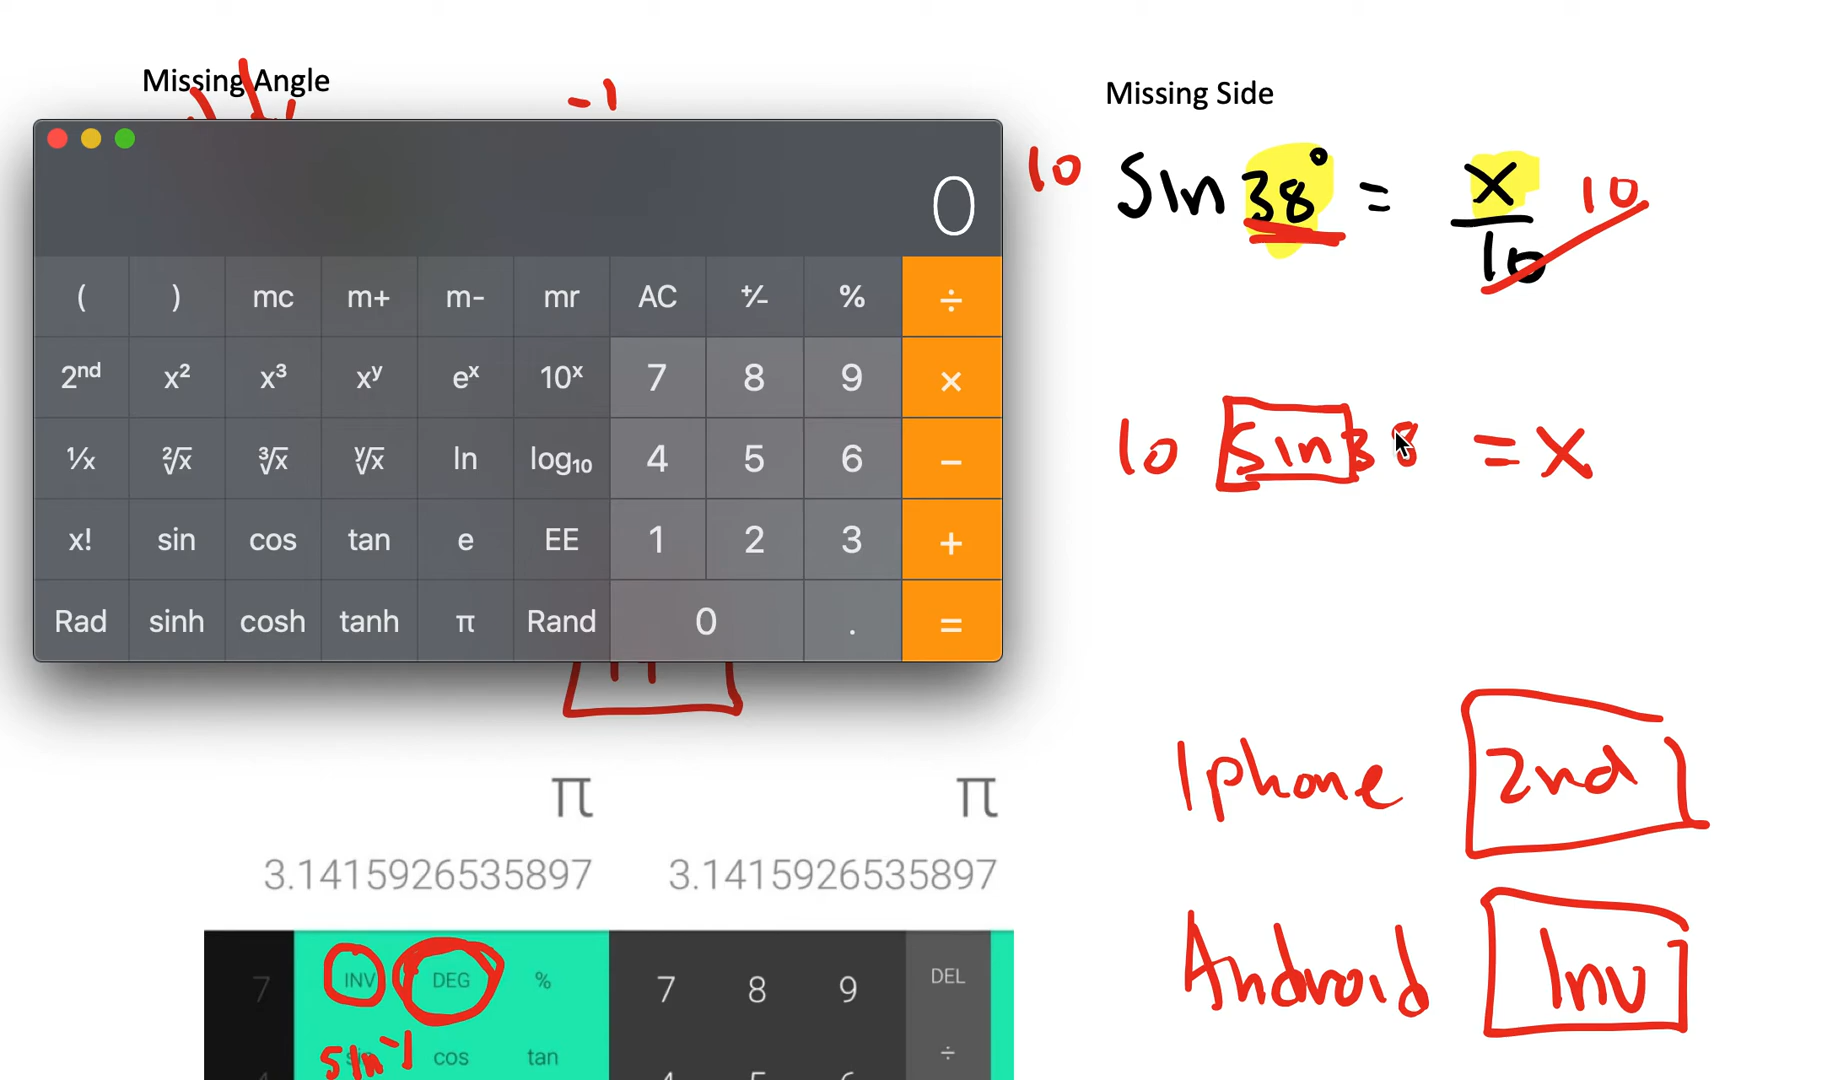 Missing Angle
-1
0
( ) mc m+ m- mr AC +/- % ÷
2nd x² x³ xʸ eˣ 10ˣ 7 8 9 ×
1/x ²√x ³√x ʸ√x ln log₁₀ 4 5 6 −
x! sin cos tan e EE 1 2 3 +
Rad sinh cosh tanh π Rand 0 . =
π π
3.1415926535897 3.1415926535897
7 INV DEG % 7 8 9 DEL
sin⁻¹ cos tan ÷
Missing Side
10 Sin 38° = x/10 10
10 Sin 38 = x
Iphone 2nd
Android Inv